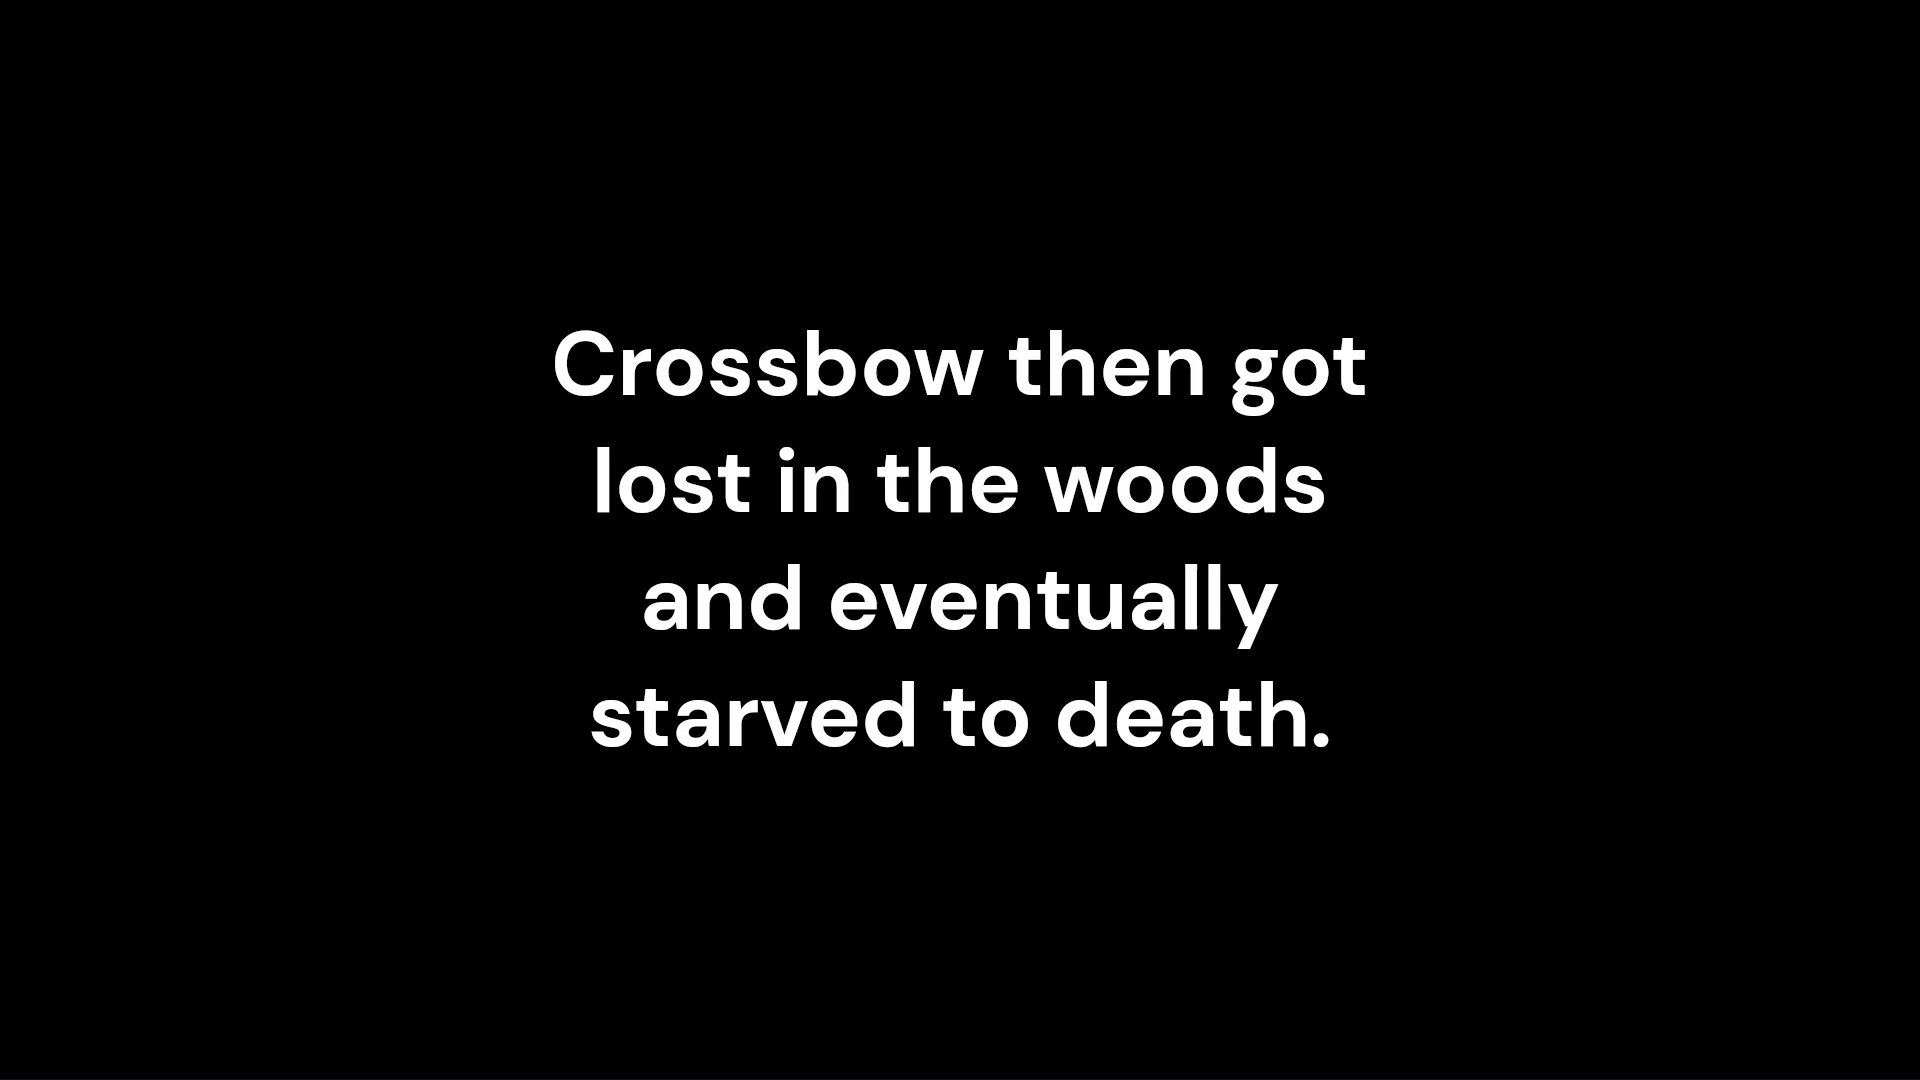 Crossbow then got
lost in the woods
and eventually
starved to death.